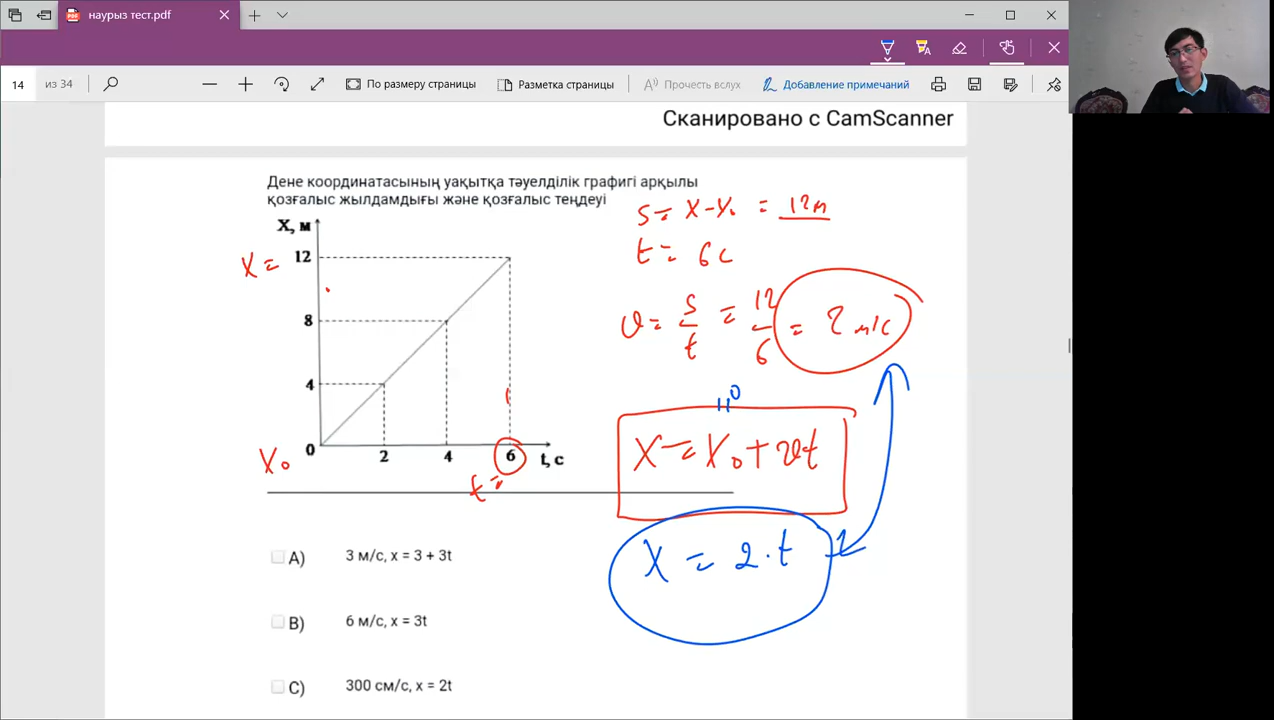 наурыз тест.pdf
14 из 34
По размеру страницы
Разметка страницы
Прочесть вслух
Добавление примечаний
Сканировано с CamScanner
Дене координатасының уақытқа тәуелділік графигі арқылы
қозғалыс жылдамдығы және қозғалыс теңдеуі
X, м
X =
12
8
4
0
X₀
2
4
6
t, с
t =
S = X - X₀ = 12м
t = 6с
υ = S/t = 12/6 = 2 м/с
0
X = X₀ + υt
X = 2·t
A) 3 м/с, x = 3 + 3t
B) 6 м/с, x = 3t
C) 300 см/с, x = 2t